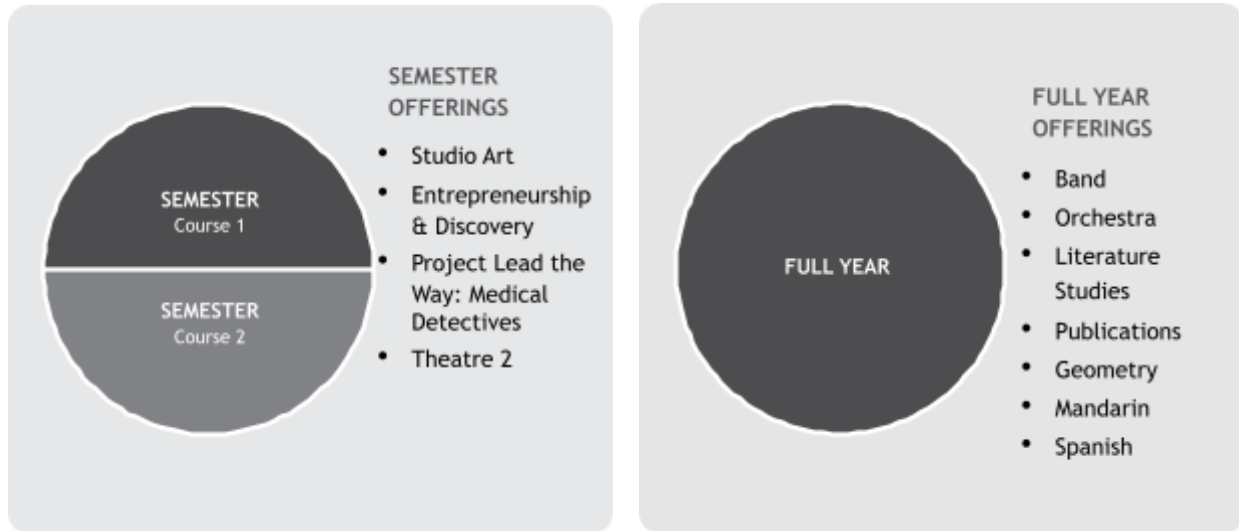 SEMESTER
Course 1
SEMESTER
Course 2
SEMESTER
OFFERINGS
• Studio Art
• Entrepreneurship
& Discovery
• Project Lead the
Way: Medical
Detectives
• Theatre 2
FULL YEAR
FULL YEAR
OFFERINGS
• Band
• Orchestra
• Literature
Studies
• Publications
• Geometry
• Mandarin
• Spanish